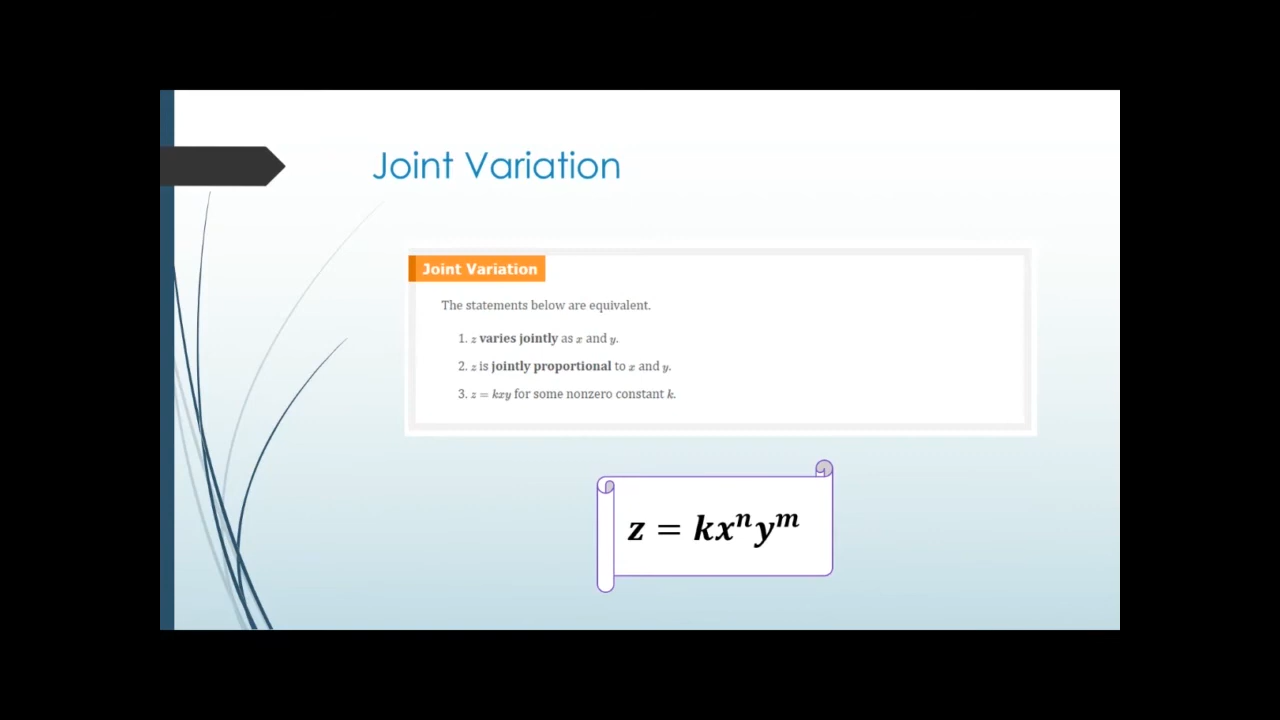 Joint Variation
Joint Variation
The statements below are equivalent.
1. z varies jointly as x and y.
2. z is jointly proportional to x and y.
3. z = kxy for some nonzero constant k.
z = kxⁿyᵐ